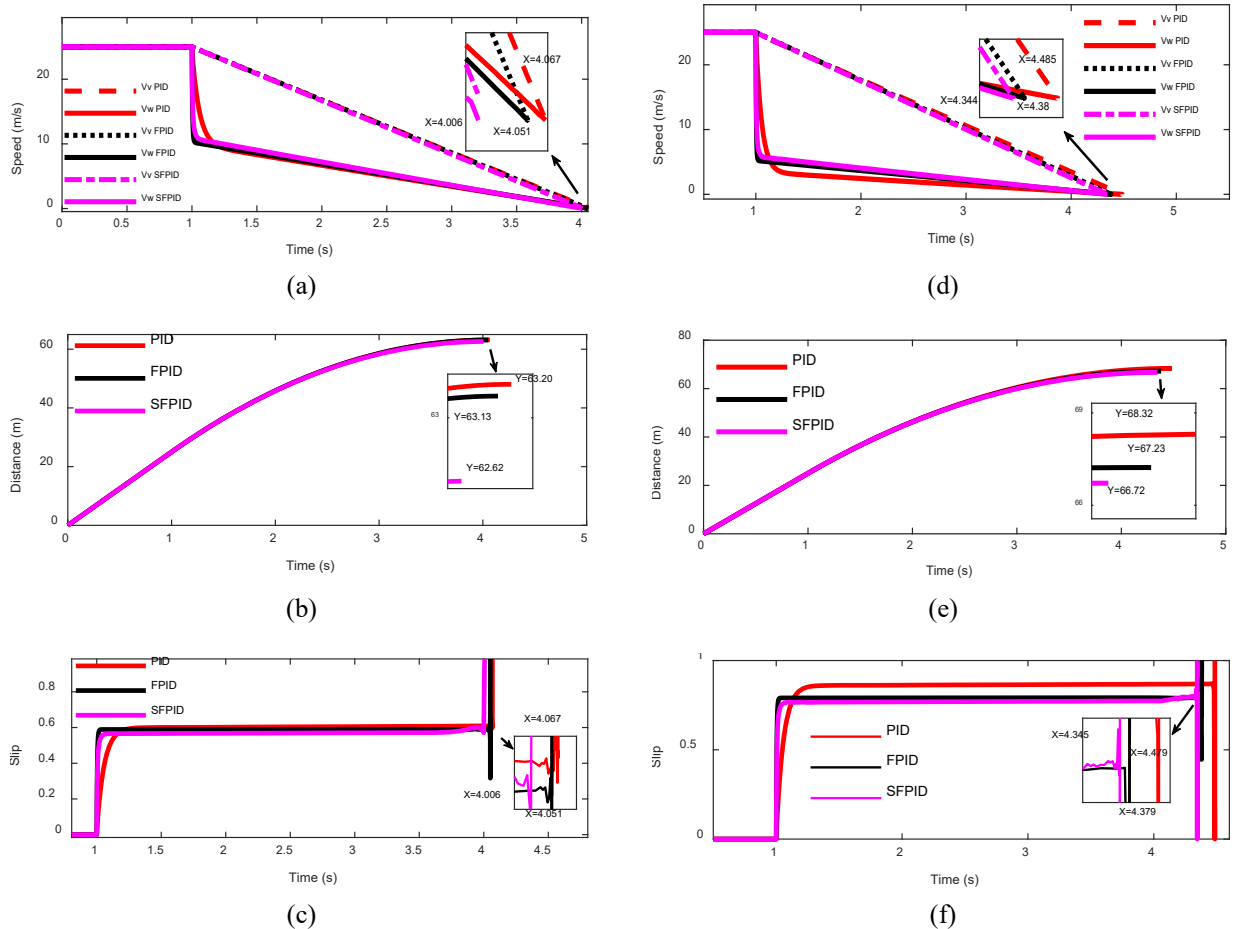 20
10
0
Speed (m/s)
Vv PID
Vw PID
Vv FPID
Vw FPID
Vv SFPID
Vw SFPID
X=4.067
X=4.006
X=4.051
0 0.5 1 1.5 2 2.5 3 3.5 4
Time (s)
(a)
20
10
0
Speed (m/s)
Vv PID
Vw PID
Vv FPID
Vw FPID
Vv SFPID
Vw SFPID
X=4.485
X=4.344
X=4.38
1 2 3 4 5
Time (s)
(d)
60
40
20
0
Distance (m)
PID
FPID
SFPID
Y=63.20
63
Y=63.13
Y=62.62
0 1 2 3 4 5
Time (s)
(b)
80
60
40
20
0
Distance (m)
PID
FPID
SFPID
69
Y=68.32
Y=67.23
Y=66.72
66
0 1 2 3 4 5
Time (s)
(e)
0.8
0.6
0.4
0.2
0
Slip
PID
FPID
SFPID
X=4.067
X=4.006
X=4.051
1 1.5 2 2.5 3 3.5 4 4.5
Time (s)
(c)
1
0.5
0
Slip
PID
FPID
SFPID
X=4.345
X=4.479
X=4.379
1 2 3 4
Time (s)
(f)